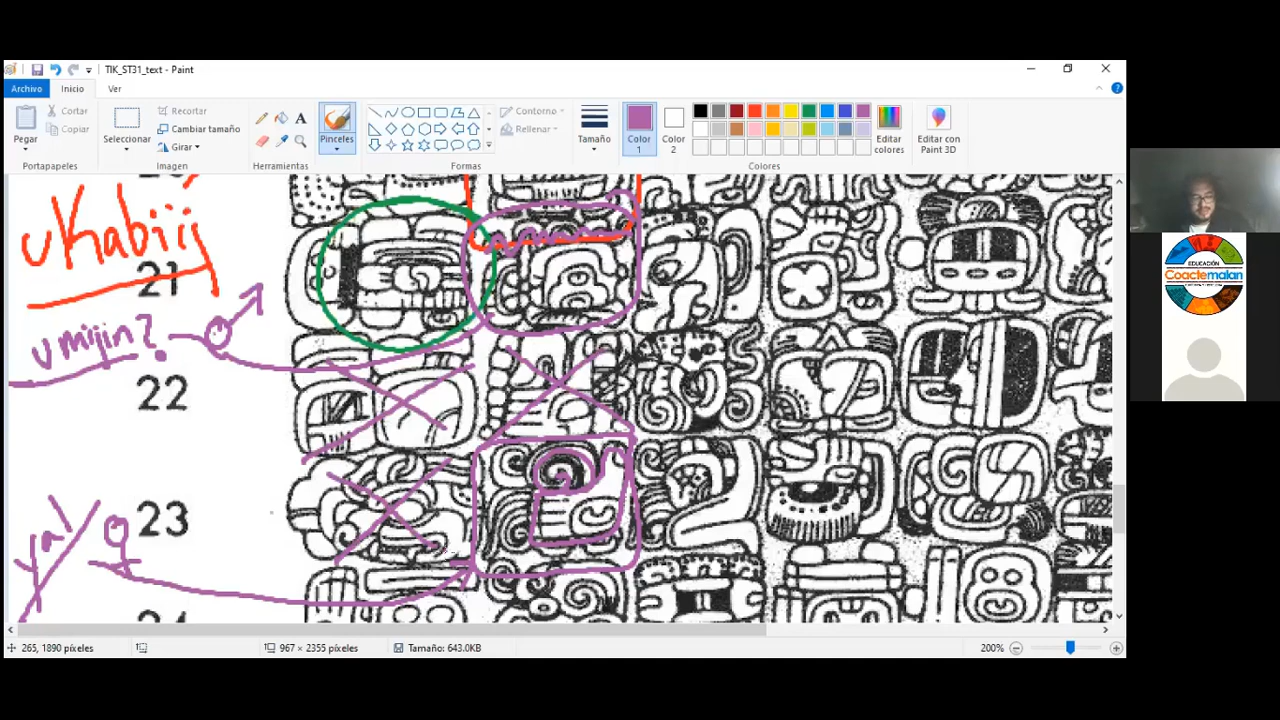 TIK_ST31_text - Paint
Archivo Inicio Ver
Pegar
Cortar
Copiar
Portapapeles
Seleccionar
Recortar
Cambiar tamaño
Girar
Imagen
Herramientas
Pinceles
Contorno
Rellenar
Formas
Tamaño
Color 1
Color 2
Editar colores
Colores
Editar con Paint 3D
ukabiij
21
umijin?
22
23
ya
EDUCACIÓN
Coactemalan
265, 1890 píxeles
967 × 2355 píxeles
Tamaño: 643.0KB
200%